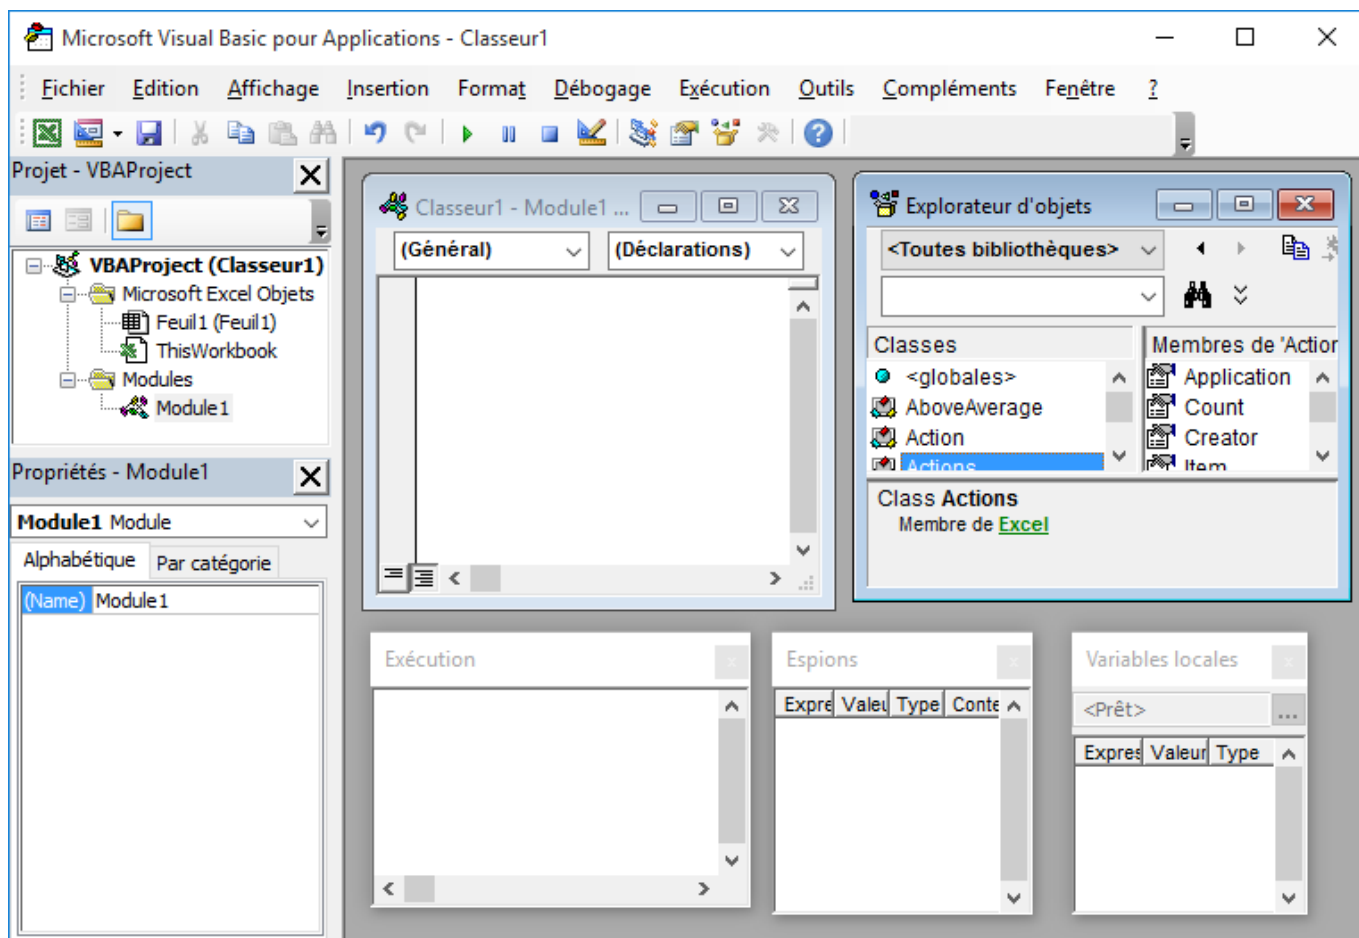 Microsoft Visual Basic pour Applications - Classeur1
Fichier Edition Affichage Insertion Format Débogage Exécution Outils Compléments Fenêtre ?
Projet - VBAProject
VBAProject (Classeur1)
Microsoft Excel Objets
Feuil1 (Feuil1)
ThisWorkbook
Modules
Module1
Propriétés - Module1
Module1 Module
Alphabétique Par catégorie
(Name) Module1
Classeur1 - Module1 ...
(Général) (Déclarations)
Explorateur d'objets
<Toutes bibliothèques>
Classes
<globales>
AboveAverage
Action
Actions
Membres de 'Action
Application
Count
Creator
Item
Class Actions
Membre de Excel
Exécution
Espions
Expre Valeu Type Conte
Variables locales
<Prêt>
...
Expres Valeur Type